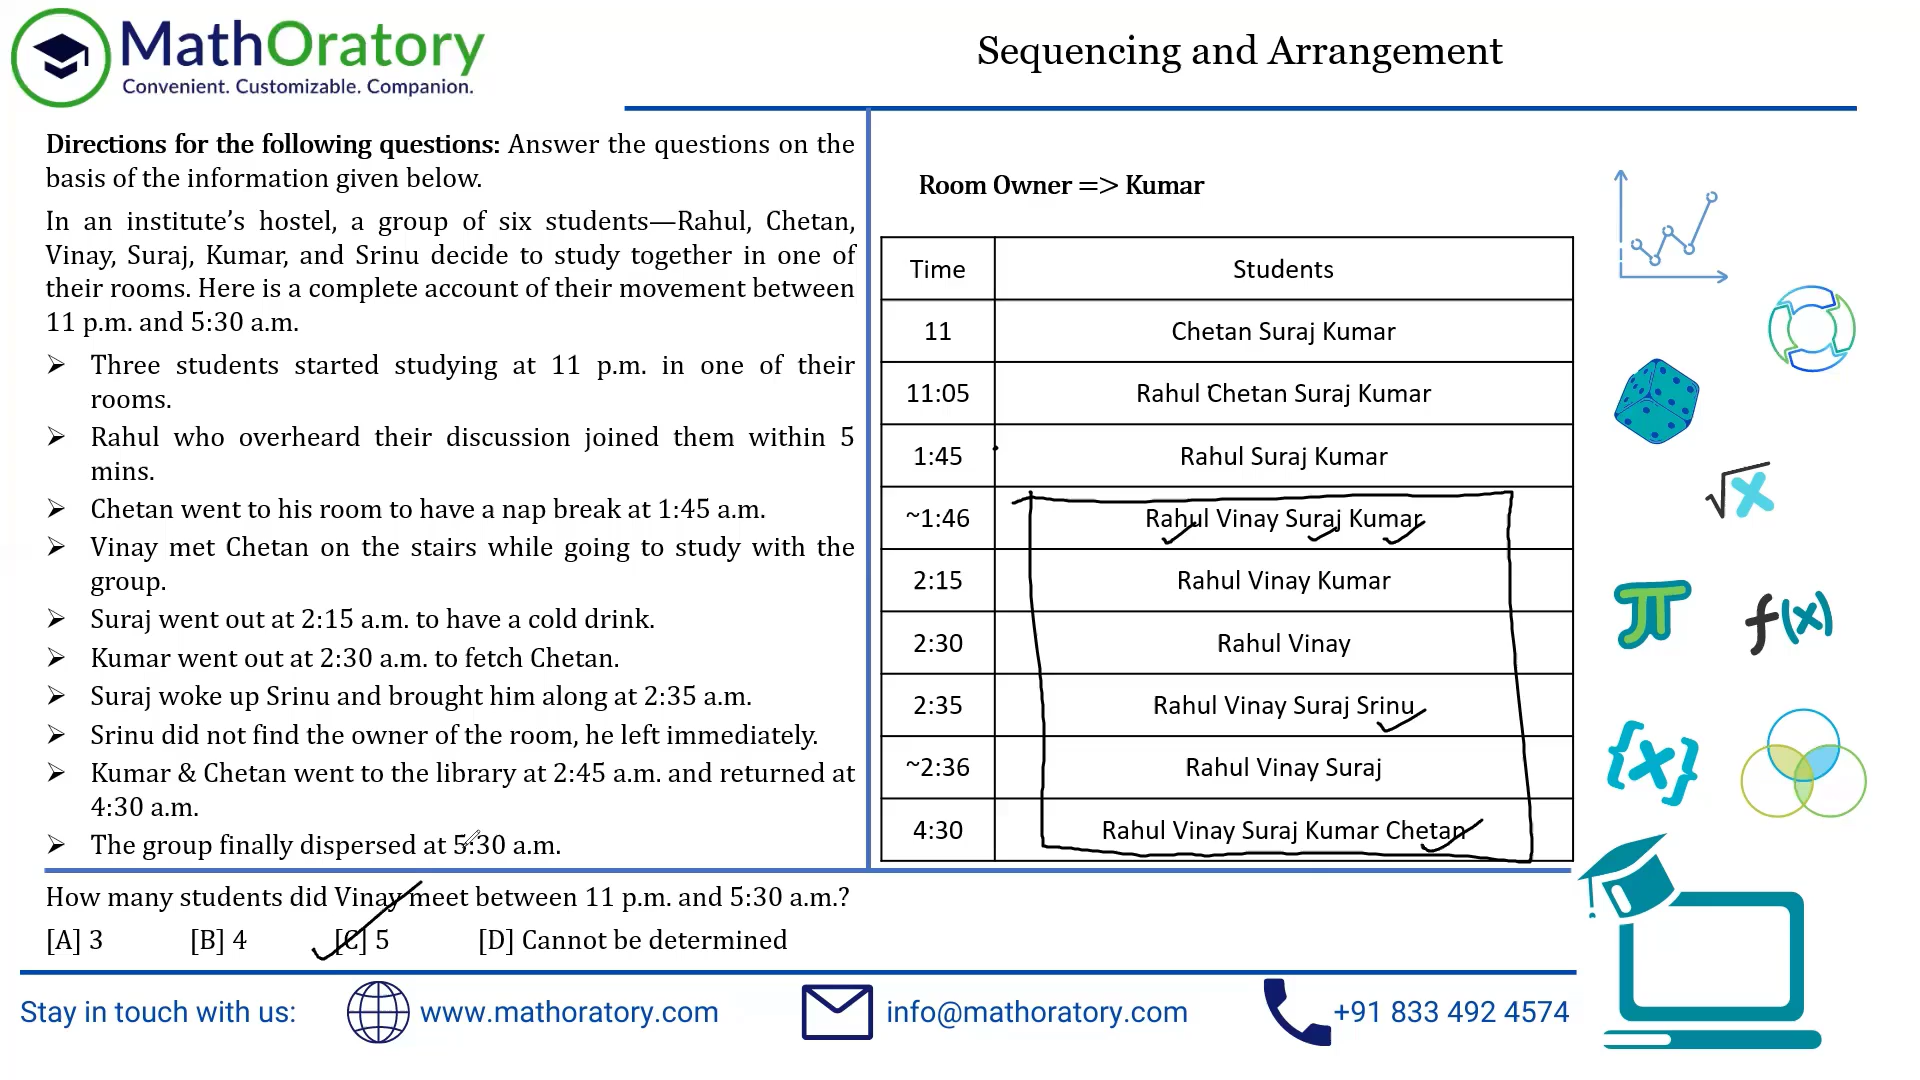 MathOratory
Convenient. Customizable. Companion.
Sequencing and Arrangement
Directions for the following questions: Answer the questions on the
basis of the information given below.
In an institute’s hostel, a group of six students—Rahul, Chetan,
Vinay, Suraj, Kumar, and Srinu decide to study together in one of
their rooms. Here is a complete account of their movement between
11 p.m. and 5:30 a.m.
➢ Three students started studying at 11 p.m. in one of their
rooms.
➢ Rahul who overheard their discussion joined them within 5
mins.
➢ Chetan went to his room to have a nap break at 1:45 a.m.
➢ Vinay met Chetan on the stairs while going to study with the
group.
➢ Suraj went out at 2:15 a.m. to have a cold drink.
➢ Kumar went out at 2:30 a.m. to fetch Chetan.
➢ Suraj woke up Srinu and brought him along at 2:35 a.m.
➢ Srinu did not find the owner of the room, he left immediately.
➢ Kumar & Chetan went to the library at 2:45 a.m. and returned at
4:30 a.m.
➢ The group finally dispersed at 5:30 a.m.
Room Owner => Kumar
Time Students
11 Chetan Suraj Kumar
11:05 Rahul Chetan Suraj Kumar
1:45 Rahul Suraj Kumar
~1:46 Rahul Vinay Suraj Kumar
2:15 Rahul Vinay Kumar
2:30 Rahul Vinay
2:35 Rahul Vinay Suraj Srinu
~2:36 Rahul Vinay Suraj
4:30 Rahul Vinay Suraj Kumar Chetan
√x
π f(x)
{x}
How many students did Vinay meet between 11 p.m. and 5:30 a.m.?
[A] 3 [B] 4 [C] 5 [D] Cannot be determined
Stay in touch with us: www.mathoratory.com info@mathoratory.com +91 833 492 4574